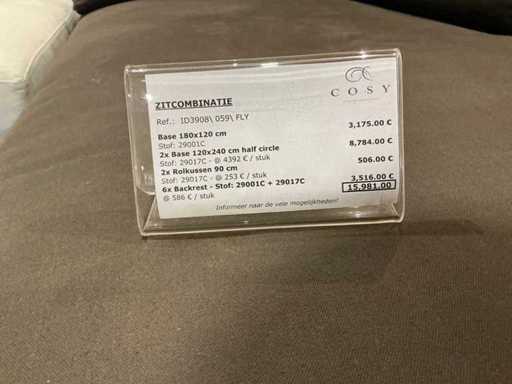 COSY
ZITCOMBINATIE
Ref.: ID3908\ 059\ FLY
Base 180x120 cm 3,175.00 €
Stof: 29001C
2x Base 120x240 cm half circle 8,784.00 €
Stof: 29017C - @ 4392 € / stuk
2x Rolkussen 90 cm 506.00 €
Stof: 29017C - @ 253 € / stuk
6x Backrest - Stof: 29001C + 29017C 3,516.00 €
@ 586 € / stuk 15,981.00
Informeer naar de vele mogelijkheden!